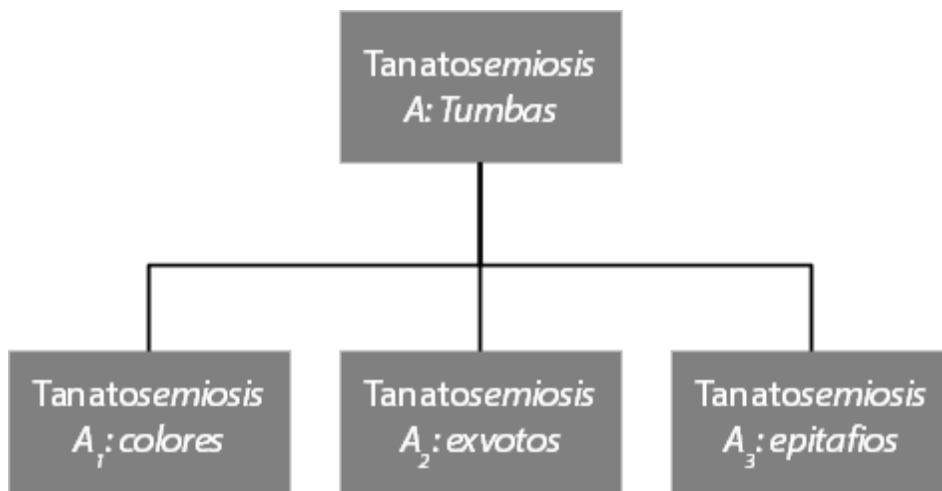 Tanatosemiosis
A: Tumbas
Tanatosemiosis
A₁: colores
Tanatosemiosis
A₂: exvotos
Tanatosemiosis
A₃: epitafios